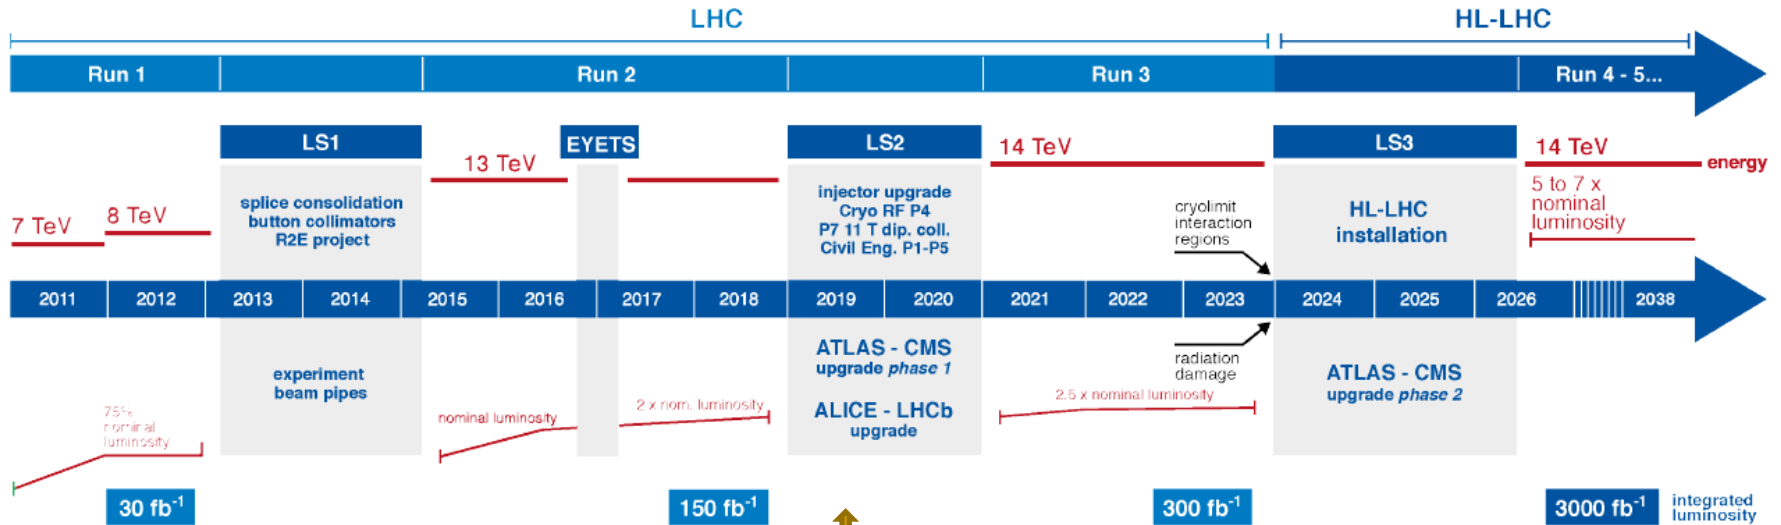 LHC
HL-LHC
Run 1
Run 2
Run 3
Run 4 - 5...
LS1
EYETS
LS2
LS3
13 TeV
14 TeV
14 TeV
energy
7 TeV
8 TeV
splice consolidation
button collimators
R2E project
injector upgrade
Cryo RF P4
P7 11 T dip. coll.
Civil Eng. P1-P5
cryolimit
interaction
regions
HL-LHC
installation
5 to 7 x
nominal
luminosity
2011
2012
2013
2014
2015
2016
2017
2018
2019
2020
2021
2022
2023
2024
2025
2026
2038
experiment
beam pipes
ATLAS - CMS
upgrade phase 1
ALICE - LHCb
upgrade
radiation
damage
ATLAS - CMS
upgrade phase 2
75%
nominal
luminosity
nominal luminosity
2 x nom. luminosity
2.5 x nominal luminosity
30 fb⁻¹
150 fb⁻¹
300 fb⁻¹
3000 fb⁻¹
integrated
luminosity